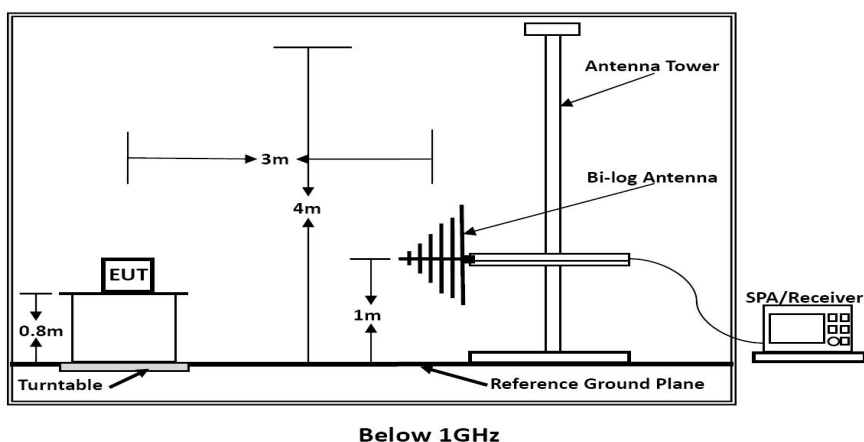 Antenna Tower
3m
Bi-log Antenna
4m
EUT
SPA/Receiver
0.8m
1m
Turntable
Reference Ground Plane
Below 1GHz